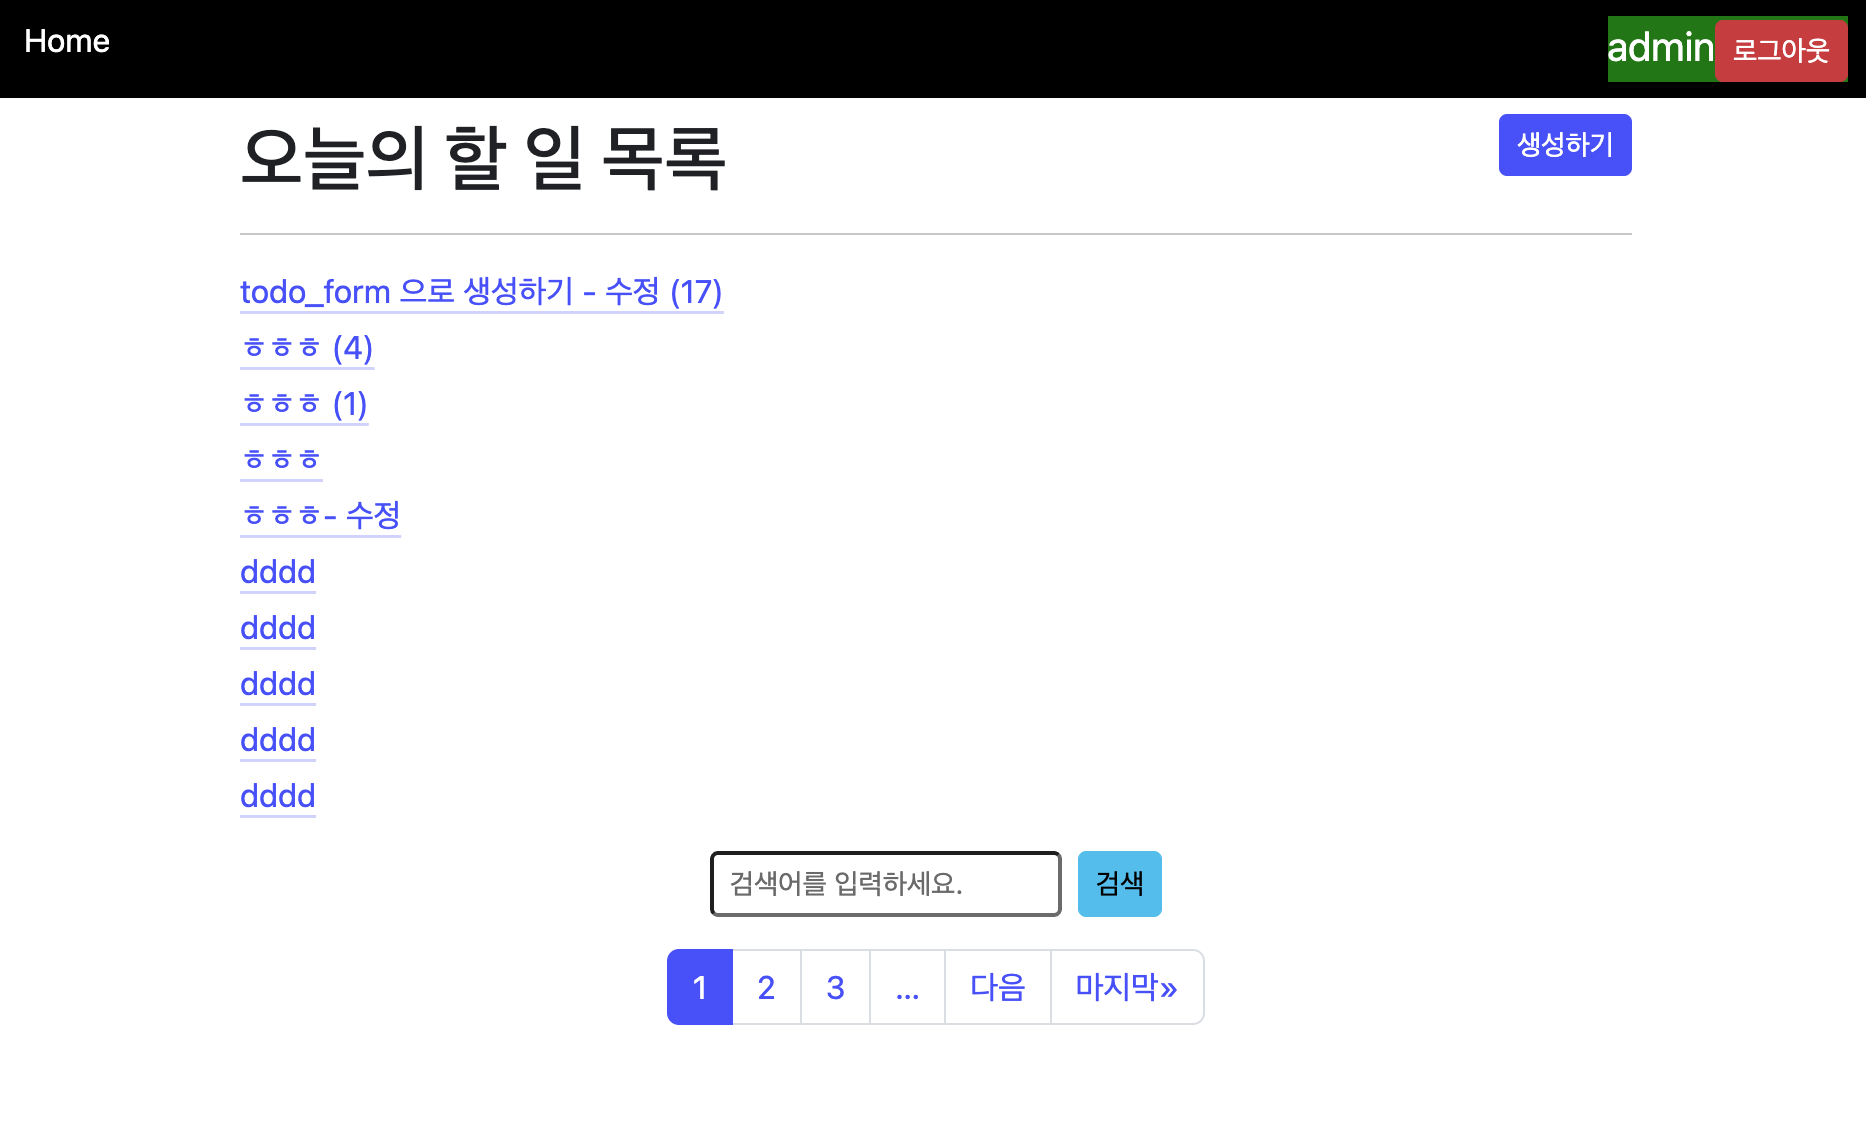 Home
admin 로그아웃
오늘의 할 일 목록
생성하기
todo_form 으로 생성하기 - 수정 (17)
ㅎㅎㅎ (4)
ㅎㅎㅎ (1)
ㅎㅎㅎ
ㅎㅎㅎ- 수정
dddd
dddd
dddd
dddd
dddd
검색어를 입력하세요. 검색
1 2 3 ... 다음 마지막»